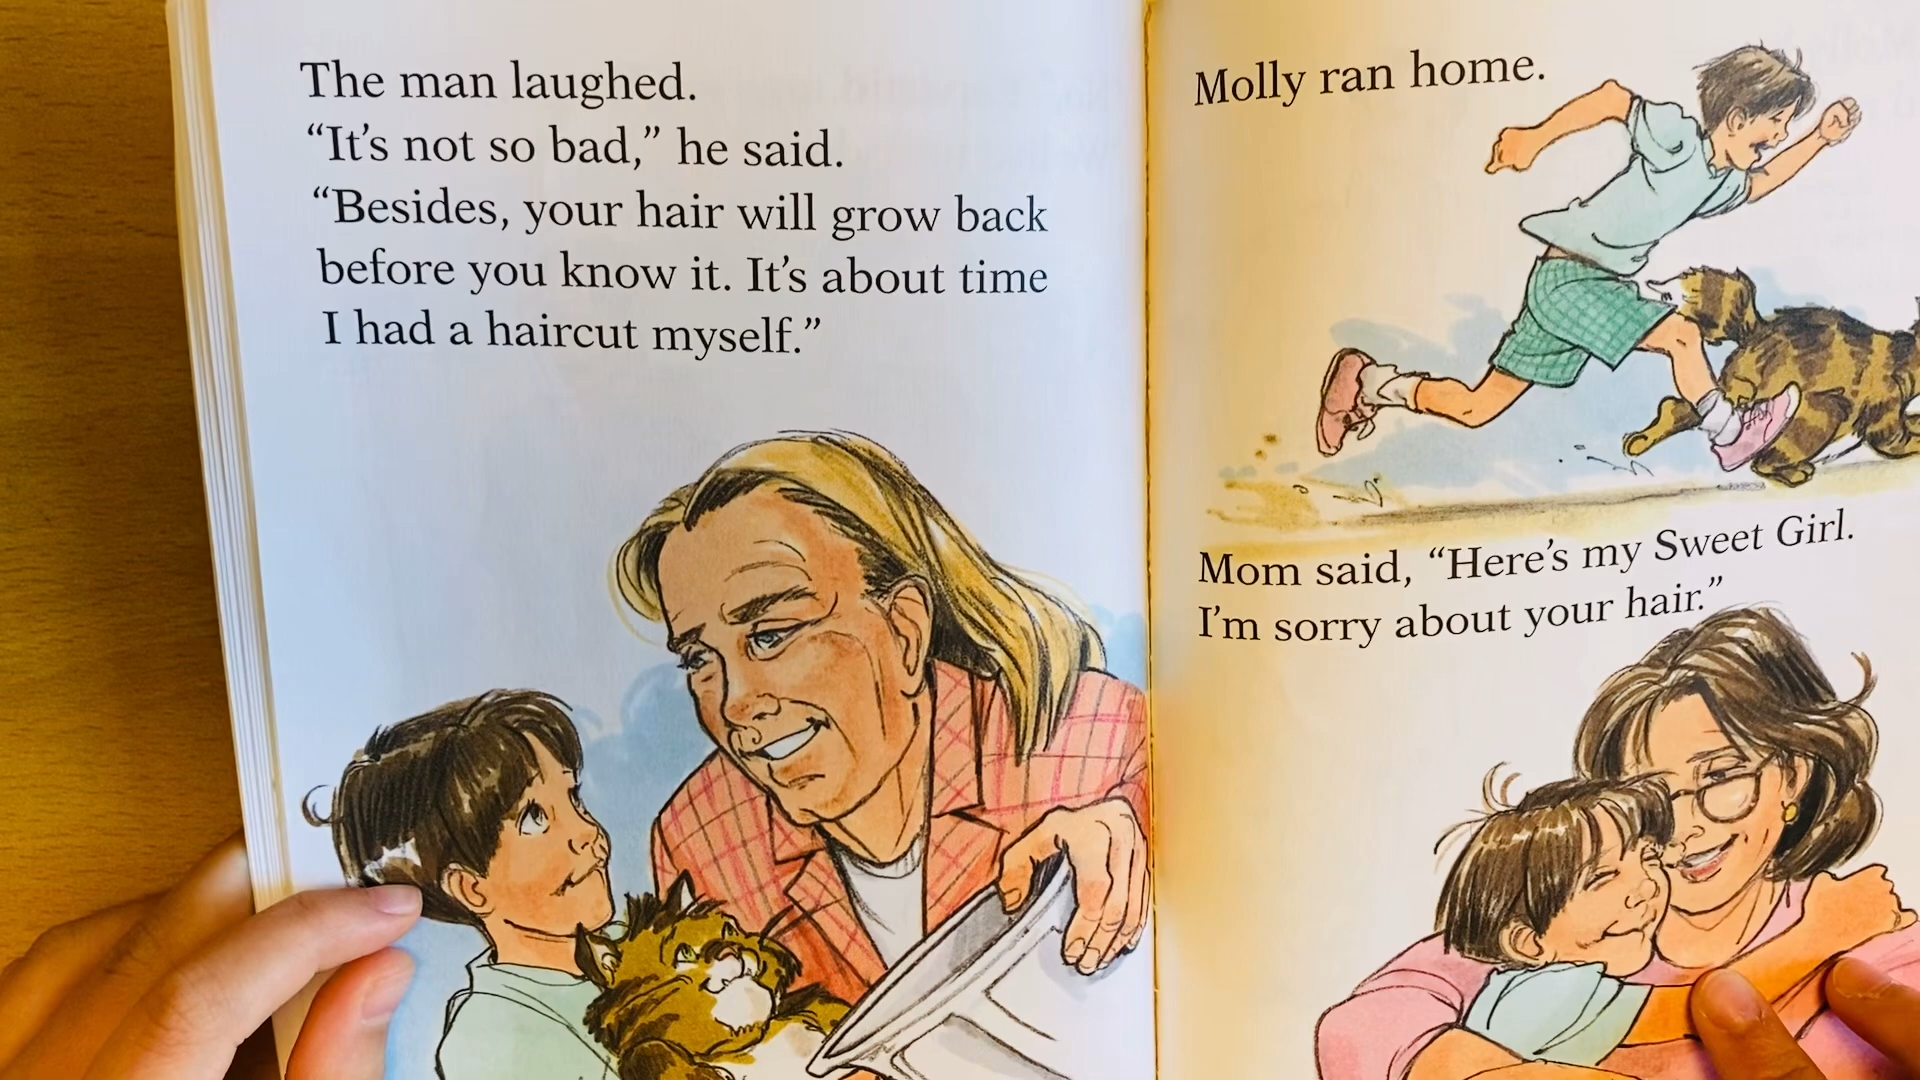 The man laughed.
“It’s not so bad,” he said.
“Besides, your hair will grow back
before you know it. It’s about time
I had a haircut myself.”
Molly ran home.
Mom said, “Here’s my Sweet Girl.
I’m sorry about your hair.”